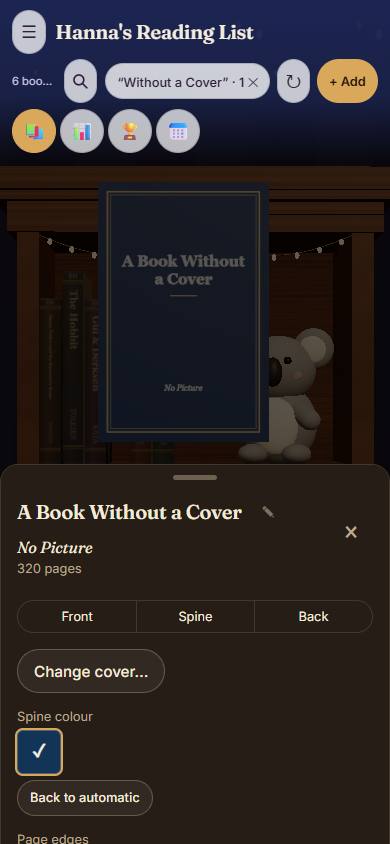 Hanna's Reading List
6 boo...
“Without a Cover” · 1 ×
+ Add
A Book Without
a Cover
No Picture
The Hobbit
A Book Without a Cover
No Picture
320 pages
Front
Spine
Back
Change cover...
Spine colour
Back to automatic
Page edges